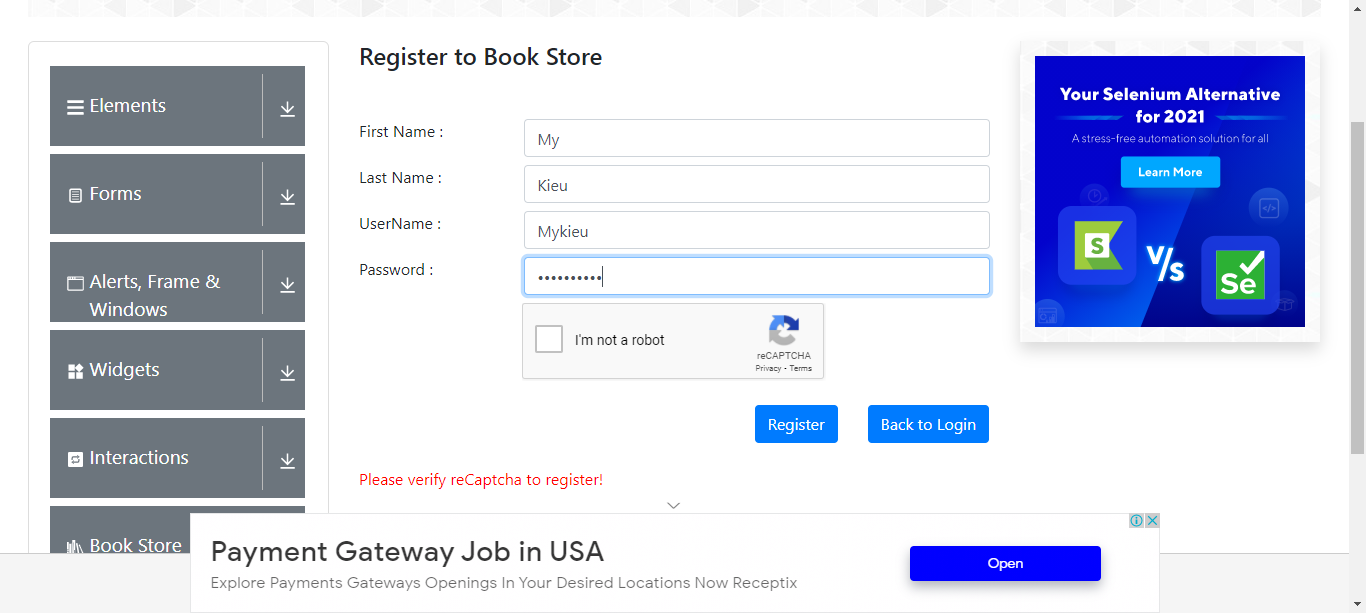 Elements
Forms
Alerts, Frame &
Windows
Widgets
Interactions
Book Store
Register to Book Store
First Name :
My
Last Name :
Kieu
UserName :
Mykieu
Password :
••••••••••
I'm not a robot
reCAPTCHA
Privacy - Terms
Register
Back to Login
Please verify reCaptcha to register!
Your Selenium Alternative
for 2021
A stress-free automation solution for all
Learn More
S
V/s
Se
Payment Gateway Job in USA
Explore Payments Gateways Openings In Your Desired Locations Now Receptix
Open